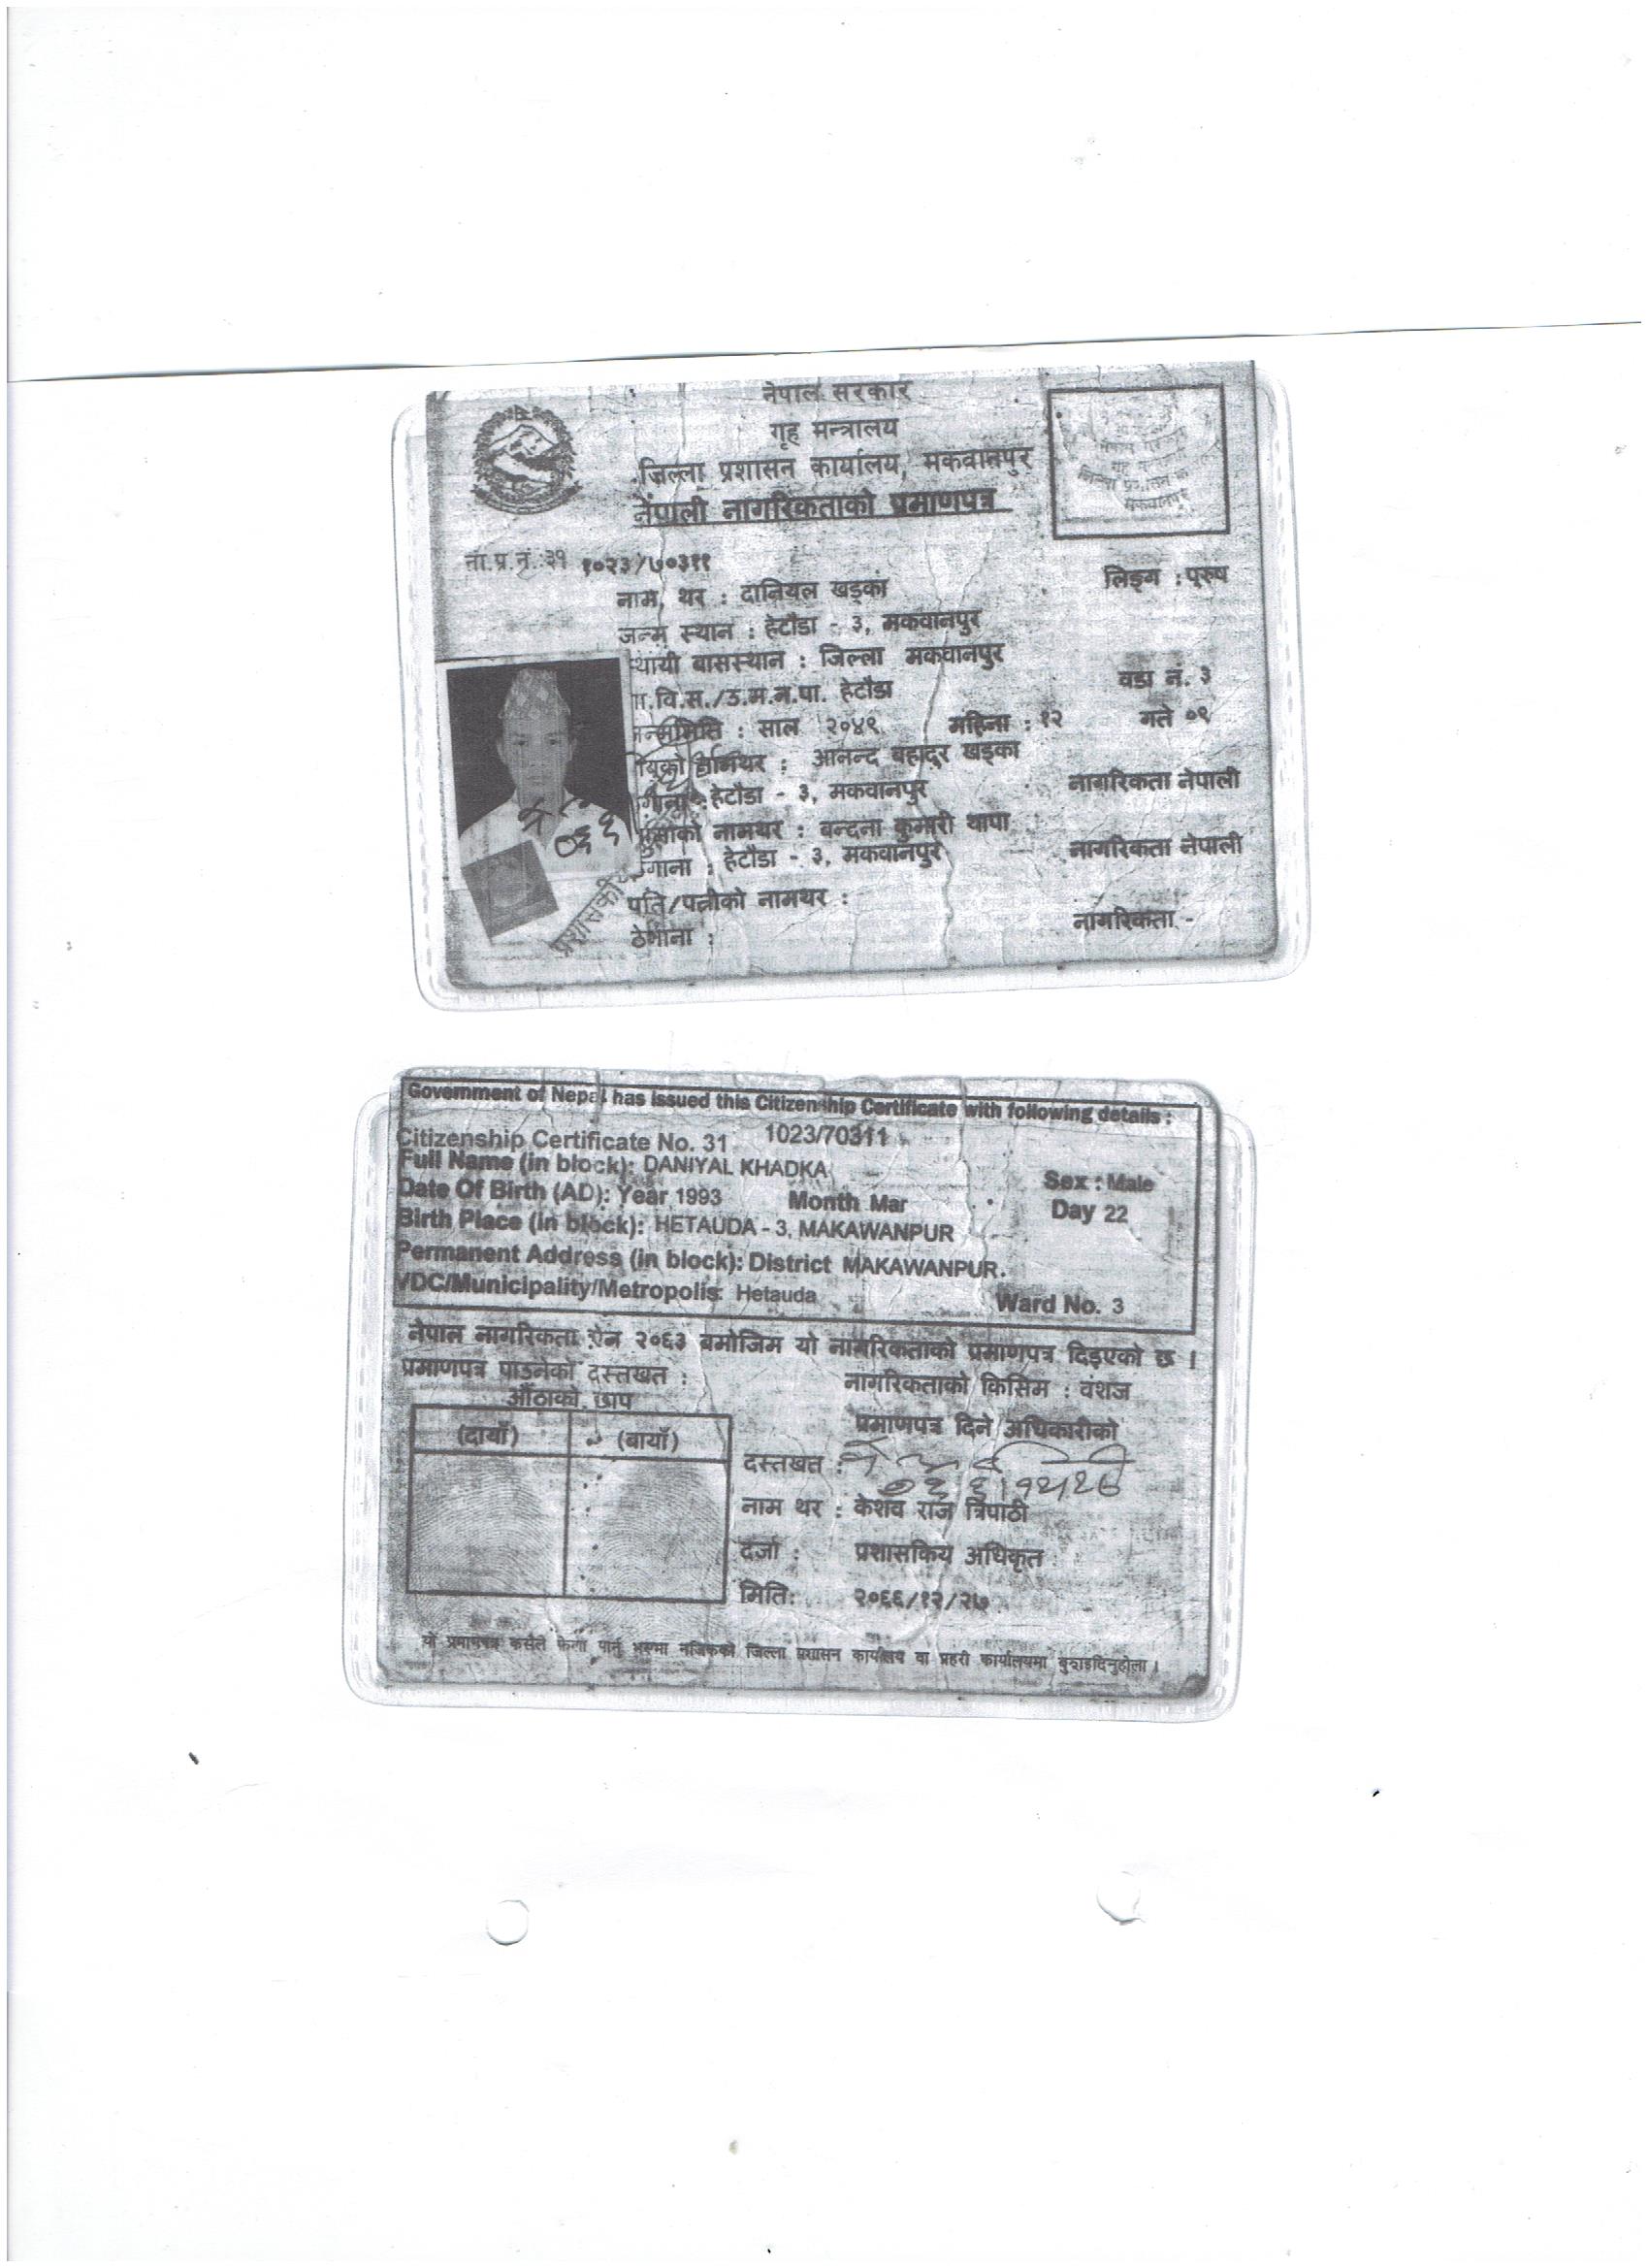 नेपाल सरकार
गृह मन्त्रालय
जिल्ला प्रशासन कार्यालय, मकवानपुर
नेपाली नागरिकताको प्रमाणपत्र
ना.प्र.नं.:३१ १०२३/७०३११
लिङ्ग : पुरुष
नाम, थर : दानियल खड्का
जन्म स्थान : हेटौडा - ३, मकवानपुर
थायी बासस्थान : जिल्ला मकवानपुर
वि.स./उ.म.न.पा. हेटौडा वडा नं. ३
साल २०४९ महिना : १२ गते ०९
आनन्द बहादुर खड्का
हेटौडा - ३, मकवानपुर नागरिकता नेपाली
नामथर : बन्दना कुमारी थापा
गाना : हेटौडा - ३, मकवानपुर नागरिकता नेपाली
पति/पत्नीको नामथर :
ठेगाना : नागरिकता -
प्रशासकी
Government of Nepal has issued this Citizenship Certificate with following details :
Citizenship Certificate No. 31 1023/70311
Full Name (in block): DANIYAL KHADKA Sex : Male
Date Of Birth (AD): Year 1993 Month Mar Day 22
Birth Place (in block): HETAUDA - 3, MAKAWANPUR
Permanent Address (in block): District MAKAWANPUR.
VDC/Municipality/Metropolis: Hetauda Ward No. 3
नेपाल नागरिकता ऐन २०६३ बमोजिम यो नागरिकताको प्रमाणपत्र दिइएको छ ।
प्रमाणपत्र पाउनेको दस्तखत : नागरिकताको किसिम : वंशज
औंठाको छाप
(दायाँ) (बायाँ)
प्रमाणपत्र दिने अधिकारीको
दस्तखत :
नाम थर : केशव राज त्रिपाठी
दर्जा : प्रशासकिय अधिकृत
मिति: २०६६/१२/२७
यो प्रमाणपत्र कसैले फेला पार्नु भएमा नजिकको जिल्ला प्रशासन कार्यालय वा प्रहरी कार्यालयमा बुझाइदिनुहोला ।